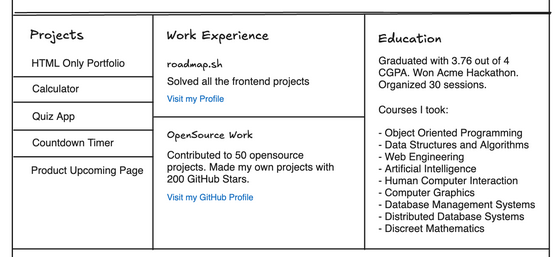 Projects
HTML Only Portfolio
Calculator
Quiz App
Countdown Timer
Product Upcoming Page
Work Experience
roadmap.sh
Solved all the frontend projects
Visit my Profile
OpenSource Work
Contributed to 50 opensource
projects. Made my own projects with
200 GitHub Stars.
Visit my GitHub Profile
Education
Graduated with 3.76 out of 4
CGPA. Won Acme Hackathon.
Organized 30 sessions.
Courses I took:
- Object Oriented Programming
- Data Structures and Algorithms
- Web Engineering
- Artificial Intelligence
- Human Computer Interaction
- Computer Graphics
- Database Management Systems
- Distributed Database Systems
- Discreet Mathematics